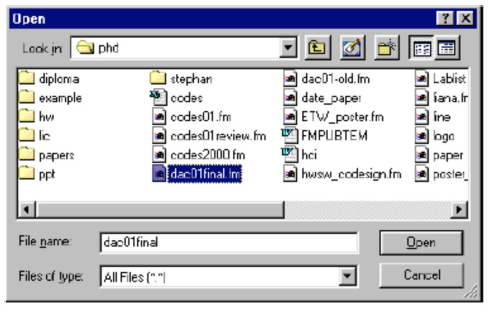 Open
Look in: phd
diploma stephan dac01-old.fm Lablist
example codes date_paper liana.fr
hw codes01.fm ETW_poster.fm line
lic codes01review.fm FMPUBTEM logo
papers codes2000.fm hci paper
ppt dac01final.fm hwsw_codesign.fm poster_
File name: dac01final Open
Files of type: All Files (*.*) Cancel